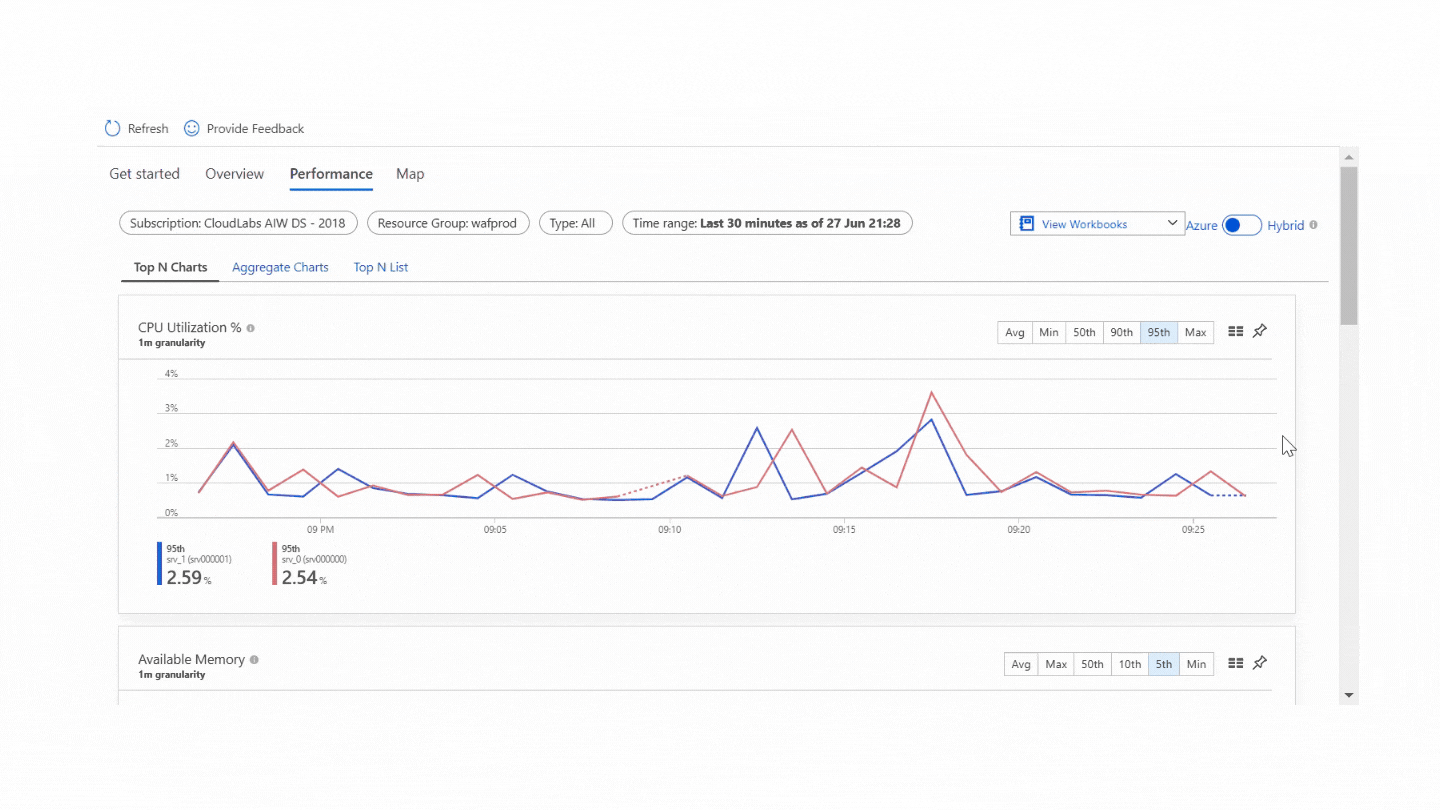 Refresh Provide Feedback
Get started Overview Performance Map
Subscription: CloudLabs AIW DS - 2018 Resource Group: wafprod Type: All Time range: Last 30 minutes as of 27 Jun 21:28 View Workbooks Azure Hybrid
Top N Charts Aggregate Charts Top N List
CPU Utilization %
1m granularity
Avg Min 50th 90th 95th Max
4%
3%
2%
1%
0%
09 PM 09:05 09:10 09:15 09:20 09:25
95th 95th
srv_1 (srv000001) srv_0 (srv000000)
2.59 % 2.54 %
Available Memory
1m granularity
Avg Max 50th 10th 5th Min